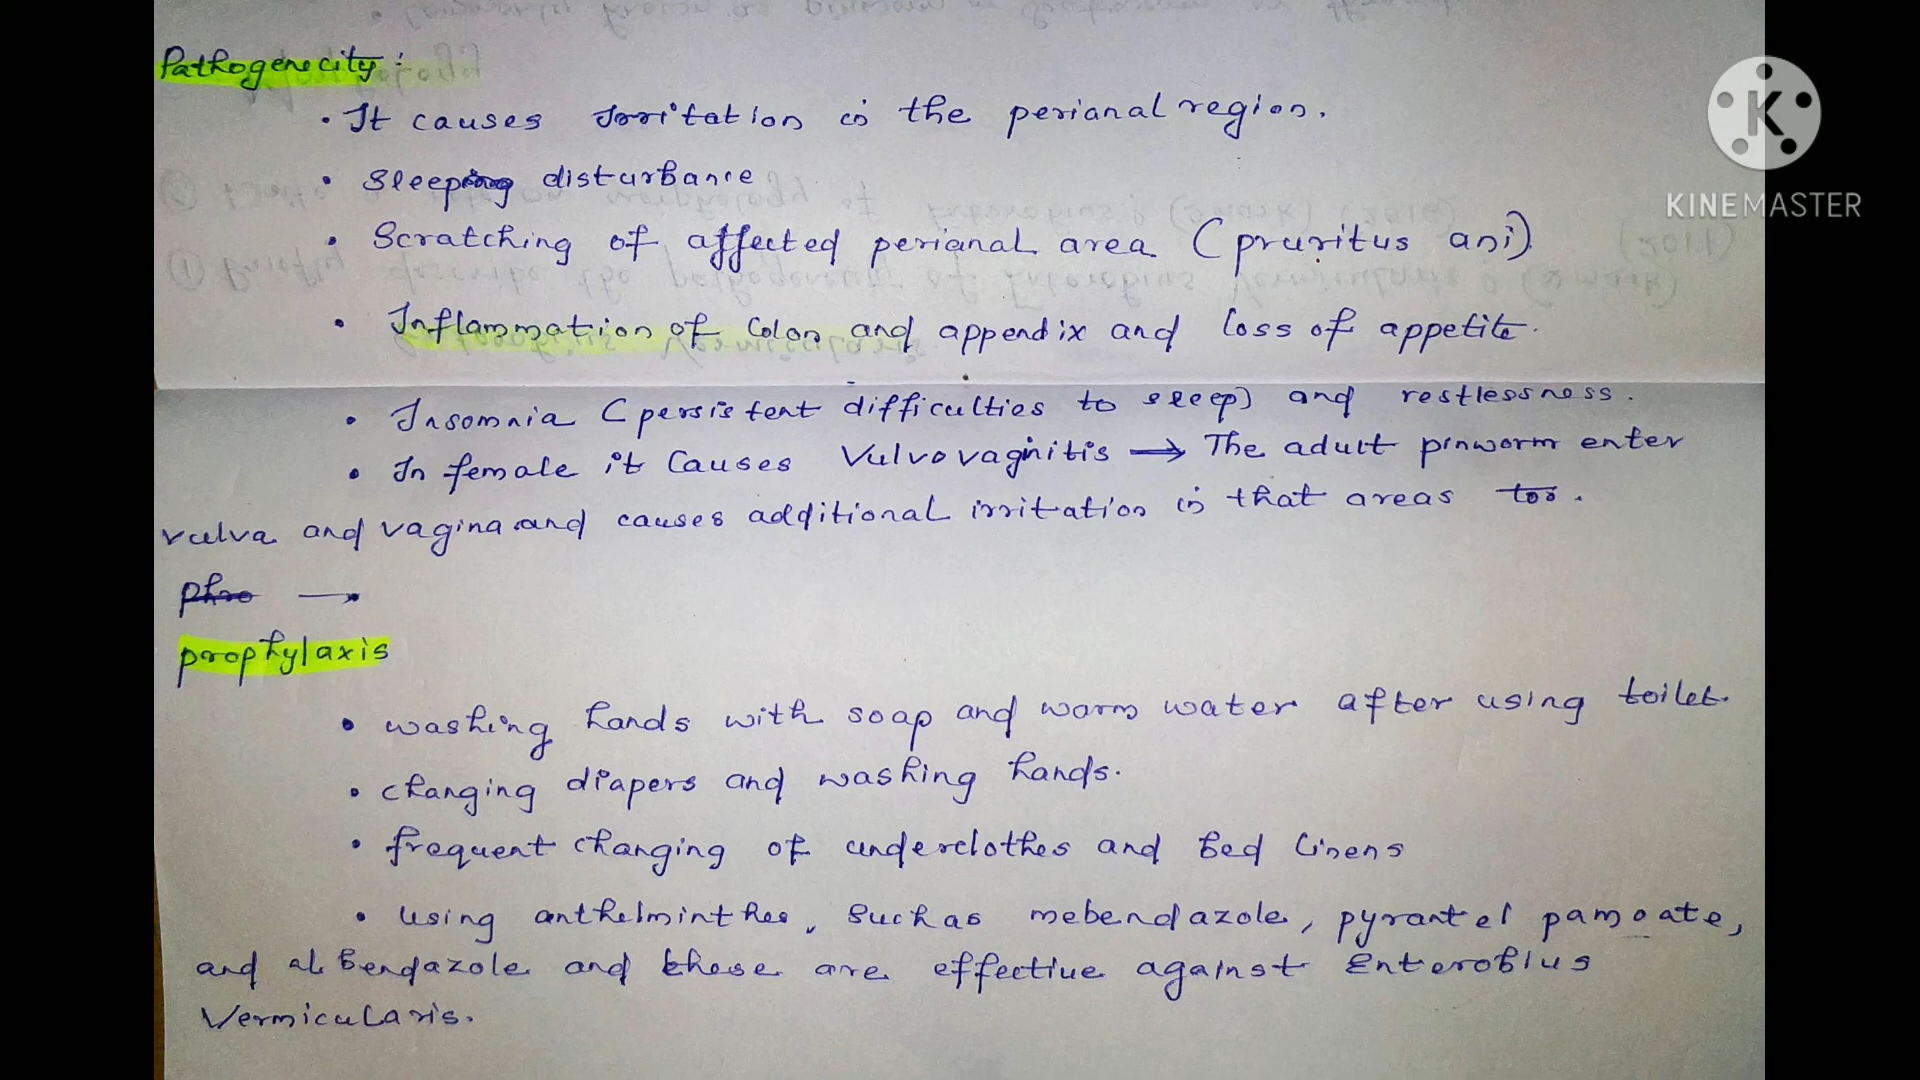 Pathogenecity:
• It causes Irritation in the perianal region.
• Sleeping disturbance
• Scratching of affected perianal area (pruritus ani)
• Inflammation of Colon and appendix and loss of appetite.
• Insomnia (persistent difficulties to sleep) and restlessness.
• In female it Causes Vulvovaginitis → The adult pinworm enter
vulva and vagina and causes additional irritation in that areas too.
→
prophylaxis
• washing hands with soap and warm water after using toilet.
• changing diapers and washing hands.
• frequent changing of underclothes and bed linens
• using anthelminthes, such as mebendazole, pyrantel pamoate,
and albendazole and these are effective against Enterobius
Vermicularis.
K
KINEMASTER